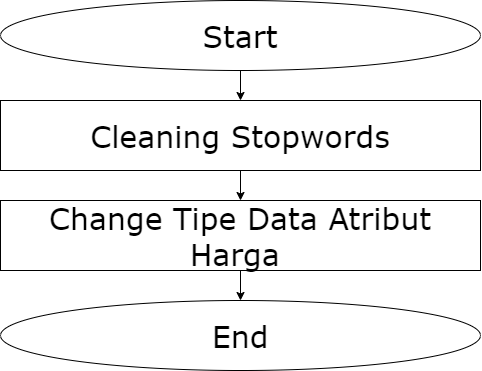 Start
Cleaning Stopwords
Change Tipe Data Atribut
Harga
End